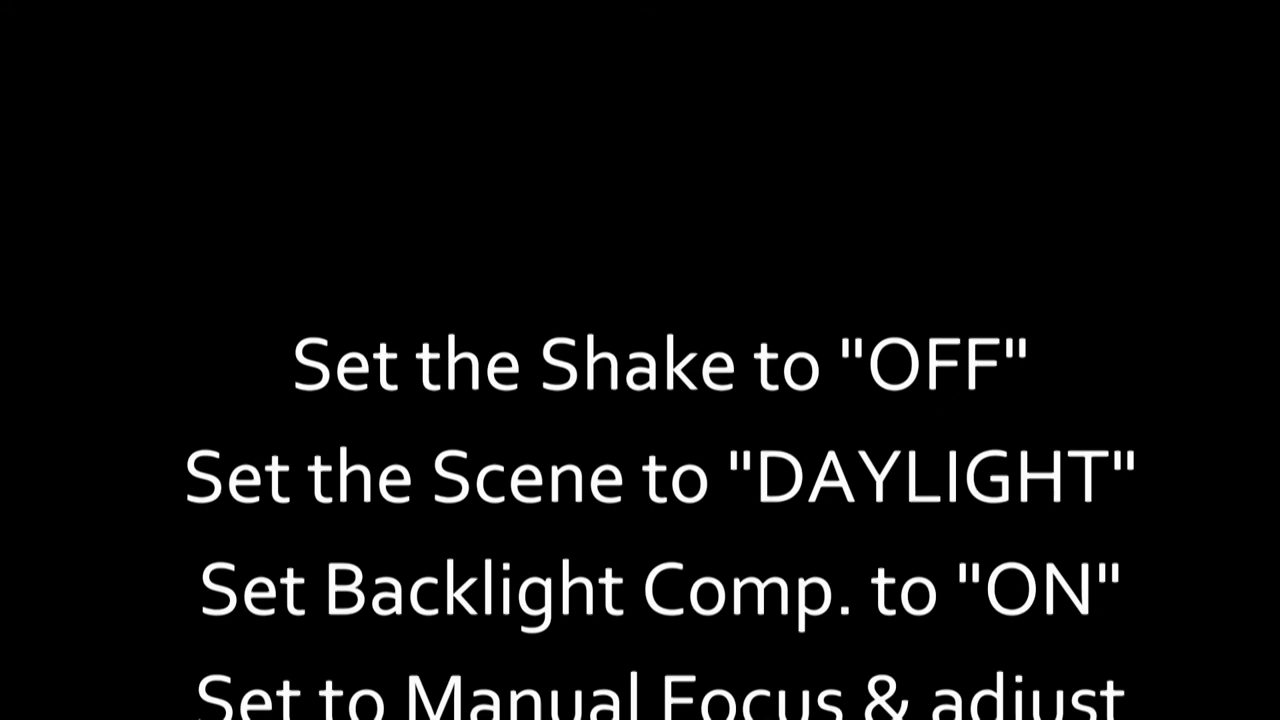 Set the Shake to "OFF"
Set the Scene to "DAYLIGHT"
Set Backlight Comp. to "ON"
Set to Manual Focus & adjust